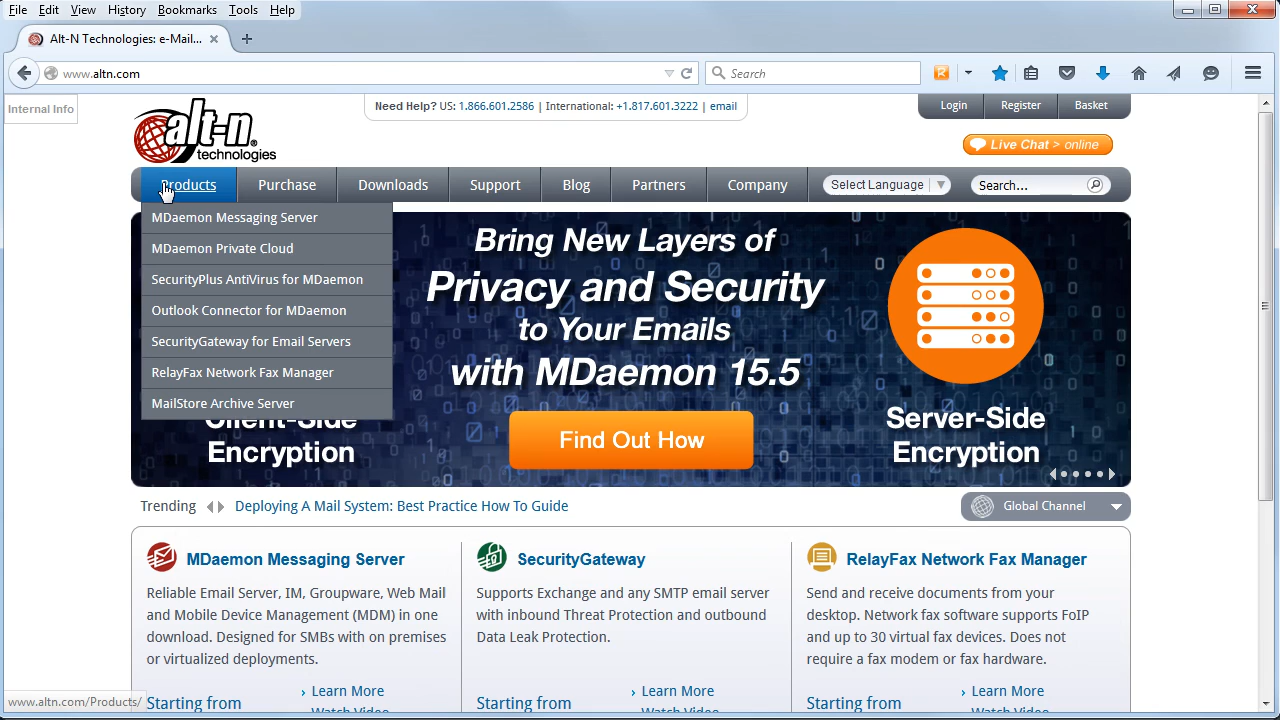 File Edit View History Bookmarks Tools Help
Alt-N Technologies: e-Mail...
www.altn.com
Search
Internal Info
alt-n technologies
Need Help? US: 1.866.601.2586 | International: +1.817.601.3222 | email
Login Register Basket
Live Chat > online
Products Purchase Downloads Support Blog Partners Company Select Language Search...
MDaemon Messaging Server
MDaemon Private Cloud
SecurityPlus AntiVirus for MDaemon
Outlook Connector for MDaemon
SecurityGateway for Email Servers
RelayFax Network Fax Manager
MailStore Archive Server
Bring New Layers of
Privacy and Security
to Your Emails
with MDaemon 15.5
Find Out How
Client-Side
Encryption
Server-Side
Encryption
Trending Deploying A Mail System: Best Practice How To Guide
Global Channel
MDaemon Messaging Server
Reliable Email Server, IM, Groupware, Web Mail
and Mobile Device Management (MDM) in one
download. Designed for SMBs with on premises
or virtualized deployments.
Starting from
Learn More
Watch Video
SecurityGateway
Supports Exchange and any SMTP email server
with inbound Threat Protection and outbound
Data Leak Protection.
Starting from
Learn More
Watch Video
RelayFax Network Fax Manager
Send and receive documents from your
desktop. Network fax software supports FoIP
and up to 30 virtual fax devices. Does not
require a fax modem or fax hardware.
Starting from
Learn More
Watch Video
www.altn.com/Products/